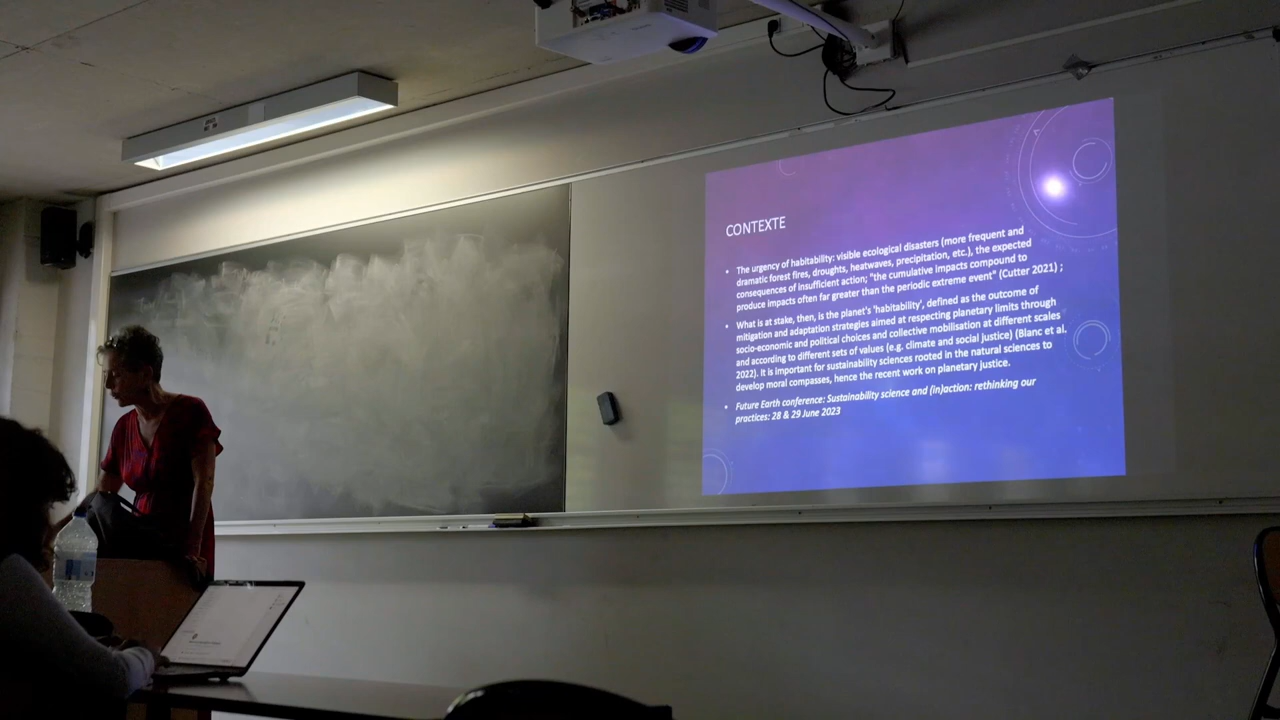 CONTEXTE
• The urgency of habitability: visible ecological disasters (more frequent and
dramatic forest fires, droughts, heatwaves, precipitation, etc.), the expected
consequences of insufficient action; "the cumulative impacts compound to
produce impacts often far greater than the periodic extreme event" (Cutter 2021) ;
• What is at stake, then, is the planet's 'habitability', defined as the outcome of
mitigation and adaptation strategies aimed at respecting planetary limits through
socio-economic and political choices and collective mobilisation at different scales
and according to different sets of values (e.g. climate and social justice) (Blanc et al.
2022). It is important for sustainability sciences rooted in the natural sciences to
develop moral compasses, hence the recent work on planetary justice.
• Future Earth conference: Sustainability science and (in)action: rethinking our
practices: 28 & 29 June 2023